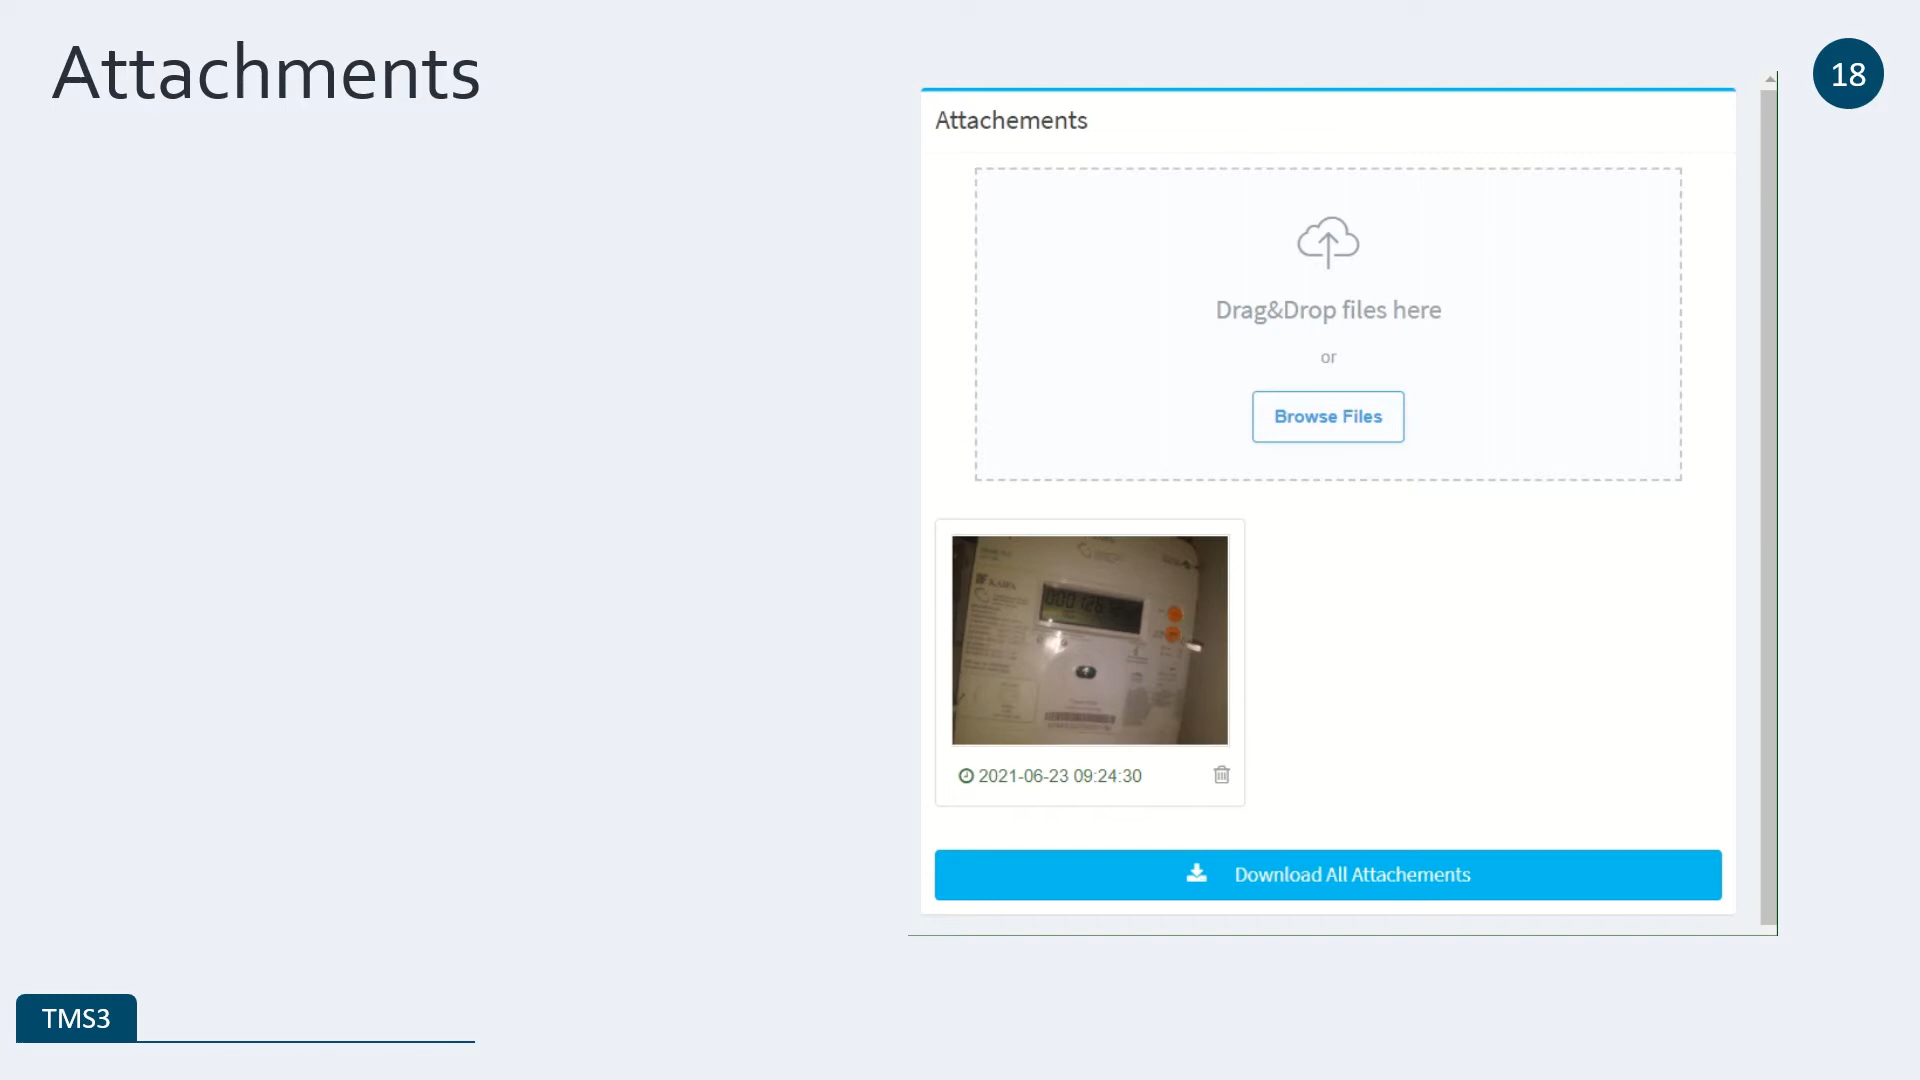 Attachments
18
Attachements
Drag&Drop files here
or
Browse Files
KAIFA
2021-06-23 09:24:30
Download All Attachements
TMS3